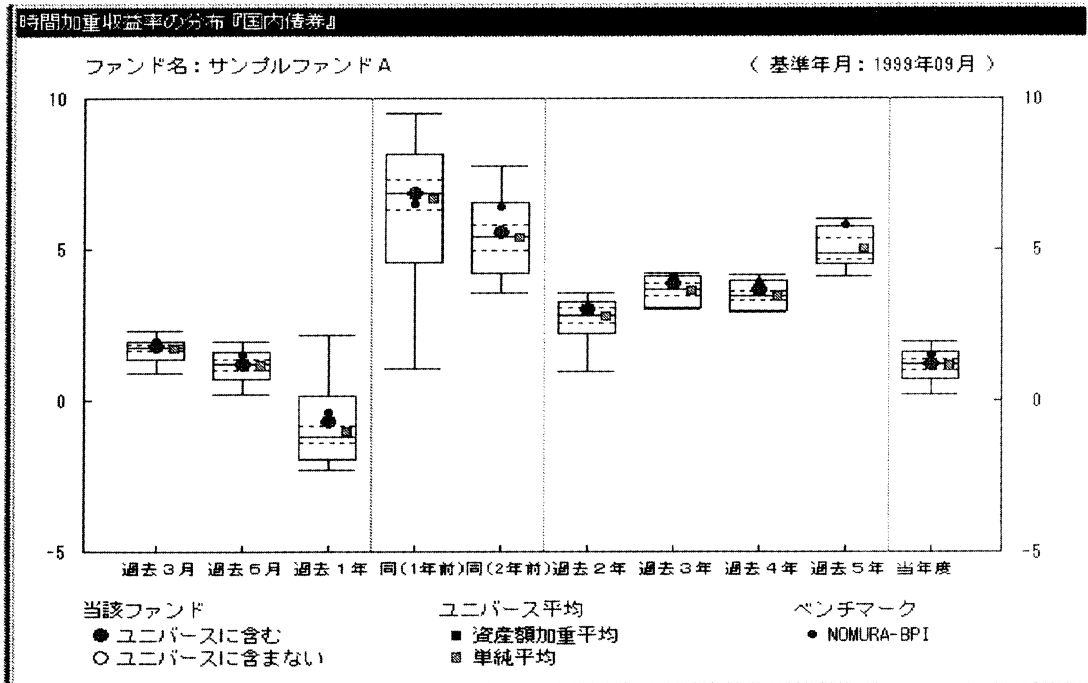 時間加重収益率の分布『国内債券』
ファンド名：サンプルファンドＡ
（ 基準年月：1999年09月 ）
10
10
5
5
0
0
-5
-5
過去３月 過去６月 過去１年 同(1年前) 同(2年前) 過去２年 過去３年 過去４年 過去５年 当年度
当該ファンド ユニバース平均 ベンチマーク
● ユニバースに含む ■ 資産額加重平均 ● NOMURA-BPI
○ ユニバースに含まない ▩ 単純平均